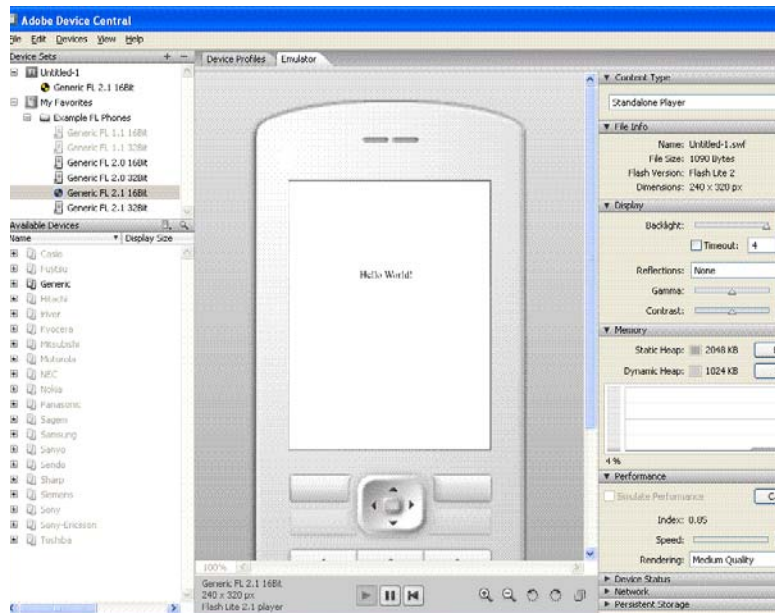 Adobe Device Central
File Edit Devices View Help
Device Sets
Untitled-1
Generic FL 2.1 16Bit
My Favorites
Example FL Phones
Generic FL 1.1 16Bit
Generic FL 1.1 32Bit
Generic FL 2.0 16Bit
Generic FL 2.0 32Bit
Generic FL 2.1 16Bit
Generic FL 2.1 32Bit
Available Devices
Name Display Size
Casio
Fujitsu
Generic
Hitachi
iriver
Kyocera
Mitsubishi
Motorola
NEC
Nokia
Panasonic
Sagem
Samsung
Sanyo
Sendo
Sharp
Siemens
Sony
Sony-Ericsson
Toshiba
Device Profiles Emulator
Hello World!
100%
Generic FL 2.1 16Bit
240 x 320 px
Flash Lite 2.1 player
Content Type
Standalone Player
File Info
Name: Untitled-1.swf
File Size: 1090 Bytes
Flash Version: Flash Lite 2
Dimensions: 240 x 320 px
Display
Backlight:
Timeout: 4
Reflections: None
Gamma:
Contrast:
Memory
Static Heap: 2048 KB
Dynamic Heap: 1024 KB
4%
Performance
Simulate Performance
Index: 0.05
Speed:
Rendering: Medium Quality
Device Status
Network
Persistent Storage